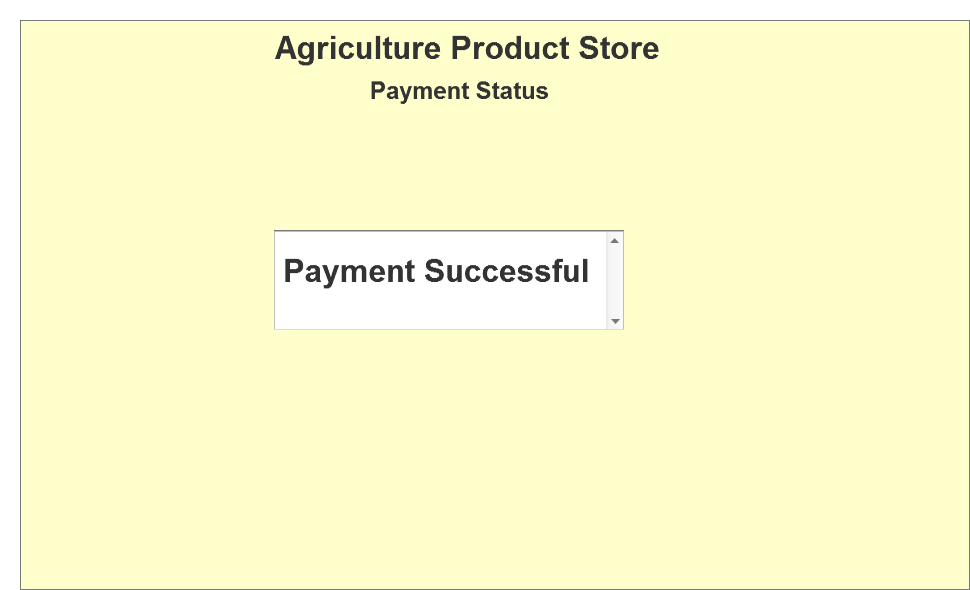 Agriculture Product Store
Payment Status
Payment Successful